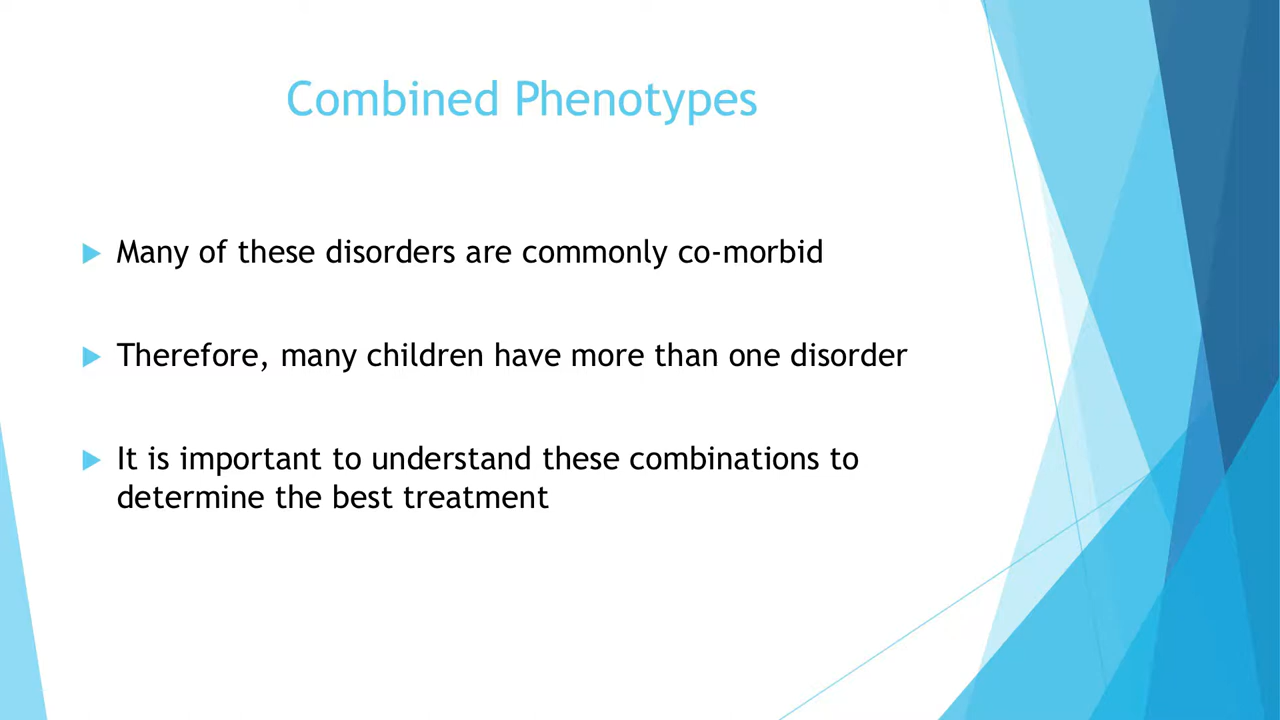 Combined Phenotypes
Many of these disorders are commonly co-morbid
Therefore, many children have more than one disorder
It is important to understand these combinations to
determine the best treatment